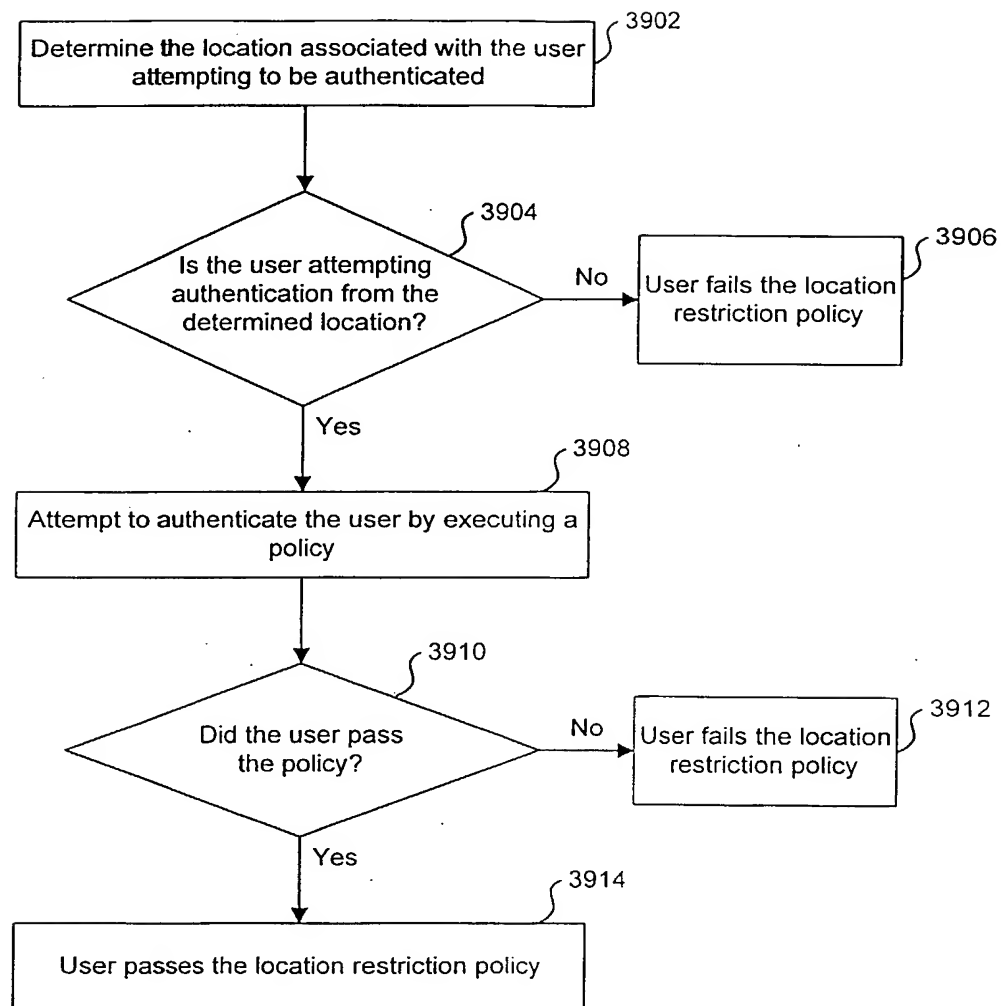 3902
Determine the location associated with the user
attempting to be authenticated
3904
Is the user attempting
authentication from the
determined location?
No
3906
User fails the location
restriction policy
Yes
3908
Attempt to authenticate the user by executing a
policy
3910
Did the user pass
the policy?
No
3912
User fails the location
restriction policy
Yes
3914
User passes the location restriction policy